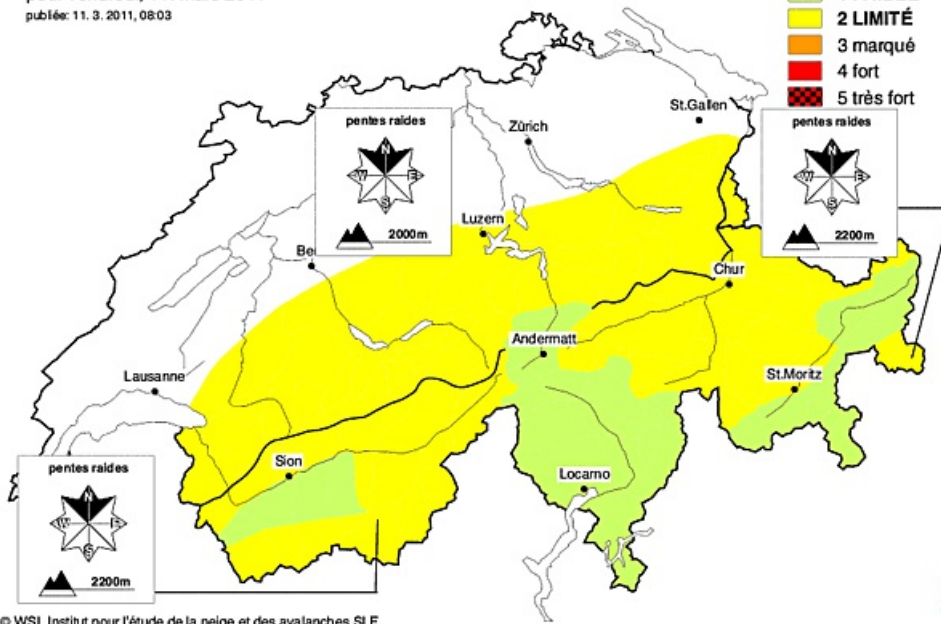 publiée: 11. 3. 2011, 08:03
2 LIMITÉ
3 marqué
4 fort
5 très fort
St.Gallen
pentes raides
N
W
E
S
2000m
Zürich
pentes raides
N
W
E
S
2200m
Luzern
Be
Chur
Andermatt
St.Moritz
Lausanne
Sion
Locarno
pentes raides
N
W
E
S
2200m
© WSL Institut pour l'étude de la neige et des avalanches SLF